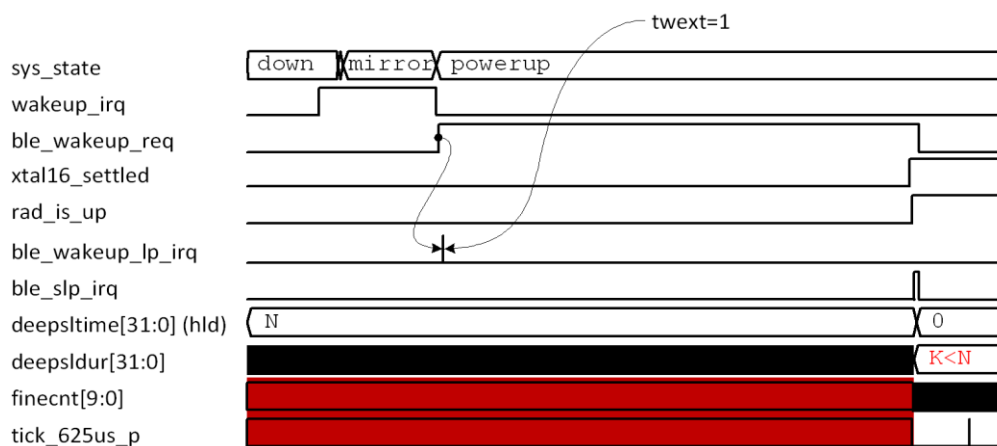 twext=1
sys_state down mirror powerup
wakeup_irq
ble_wakeup_req
xtal16_settled
rad_is_up
ble_wakeup_lp_irq
ble_slp_irq
deepsltime[31:0] (hld) N 0
deepsldur[31:0] K<N
finecnt[9:0]
tick_625us_p